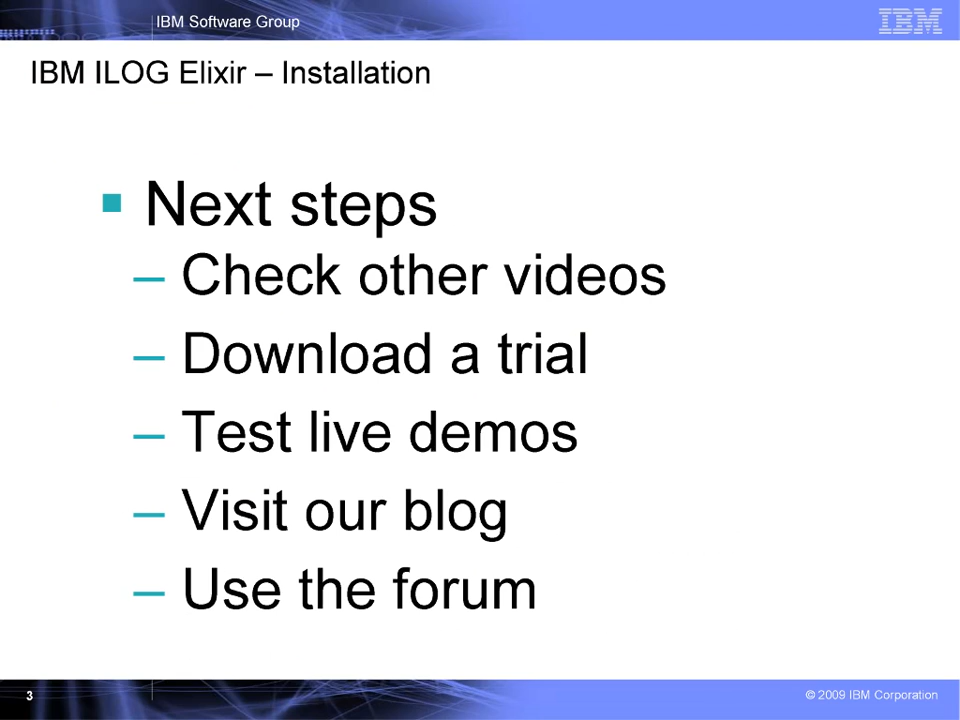 IBM Software Group
IBM
IBM ILOG Elixir – Installation
▪ Next steps
– Check other videos
– Download a trial
– Test live demos
– Visit our blog
– Use the forum
3
© 2009 IBM Corporation